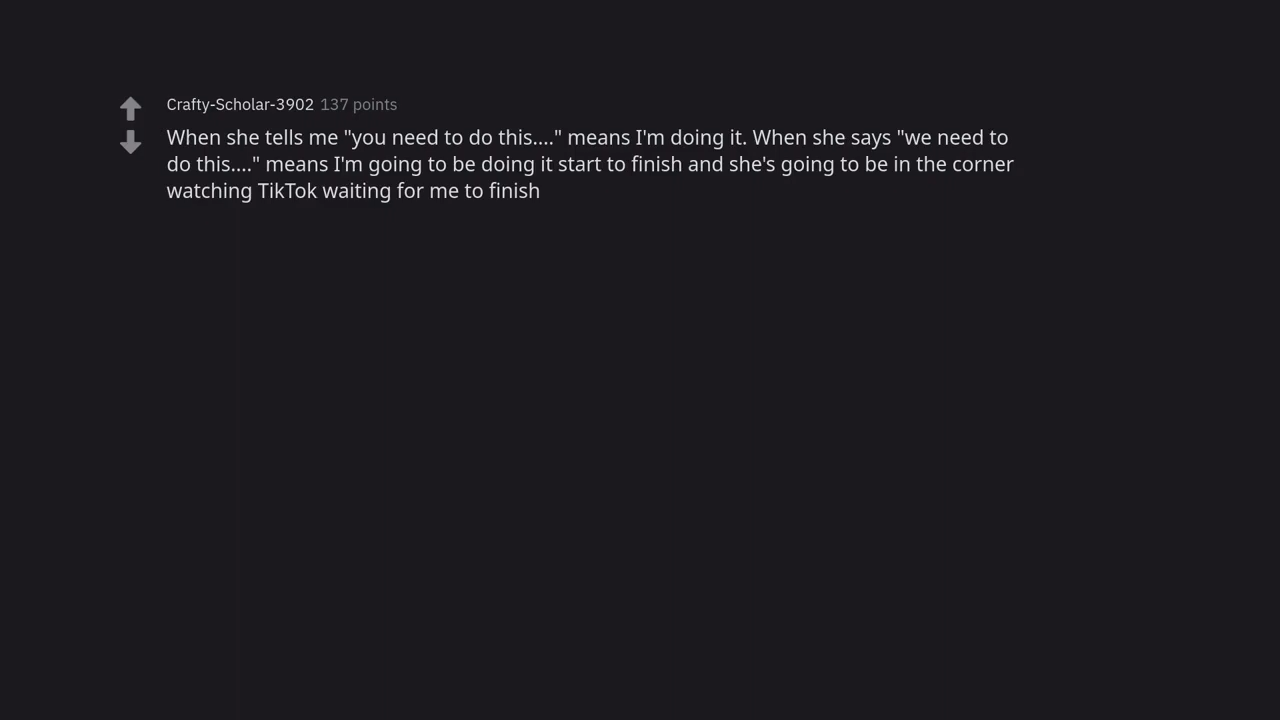 Crafty-Scholar-3902 137 points
When she tells me "you need to do this...." means I'm doing it. When she says "we need to
do this...." means I'm going to be doing it start to finish and she's going to be in the corner
watching TikTok waiting for me to finish